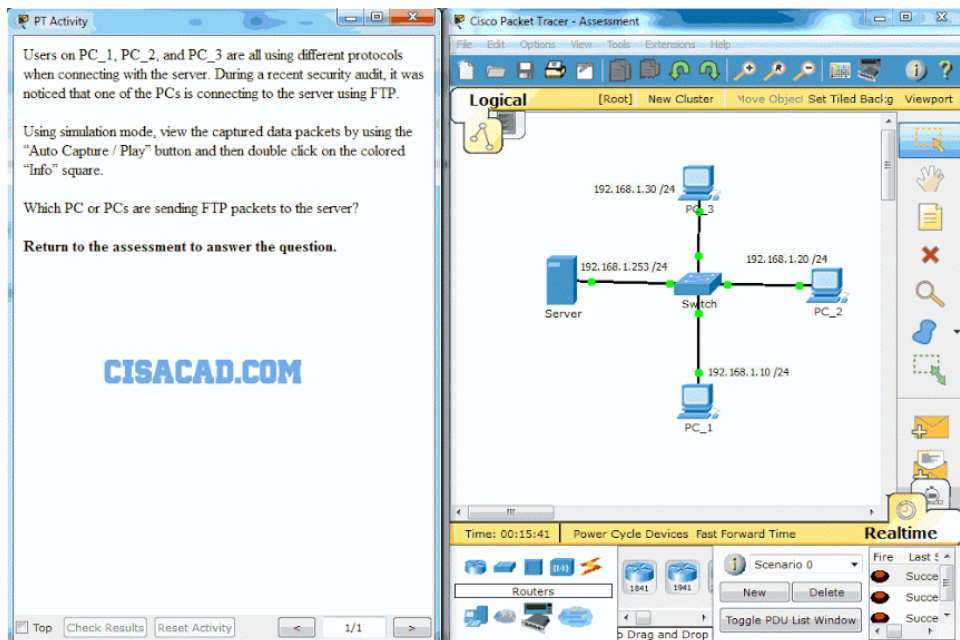 PT Activity
Users on PC_1, PC_2, and PC_3 are all using different protocols
when connecting with the server. During a recent security audit, it was
noticed that one of the PCs is connecting to the server using FTP.
Using simulation mode, view the captured data packets by using the
“Auto Capture / Play” button and then double click on the colored
“Info” square.
Which PC or PCs are sending FTP packets to the server?
Return to the assessment to answer the question.
CISACAD.COM
Top Check Results Reset Activity < 1/1 >
Cisco Packet Tracer - Assessment
File Edit Options View Tools Extensions Help
Logical [Root] New Cluster Move Object Set Tiled Backg Viewport
192.168.1.30 /24
PC_3
192.168.1.253 /24
192.168.1.20 /24
Server
Switch
PC_2
192.168.1.10 /24
PC_1
Time: 00:15:41 Power Cycle Devices Fast Forward Time Realtime
Routers
1841 1941
Scenario 0
New Delete
Toggle PDU List Window
Fire Last S
Succe
Succe
Succe
o Drag and Drop